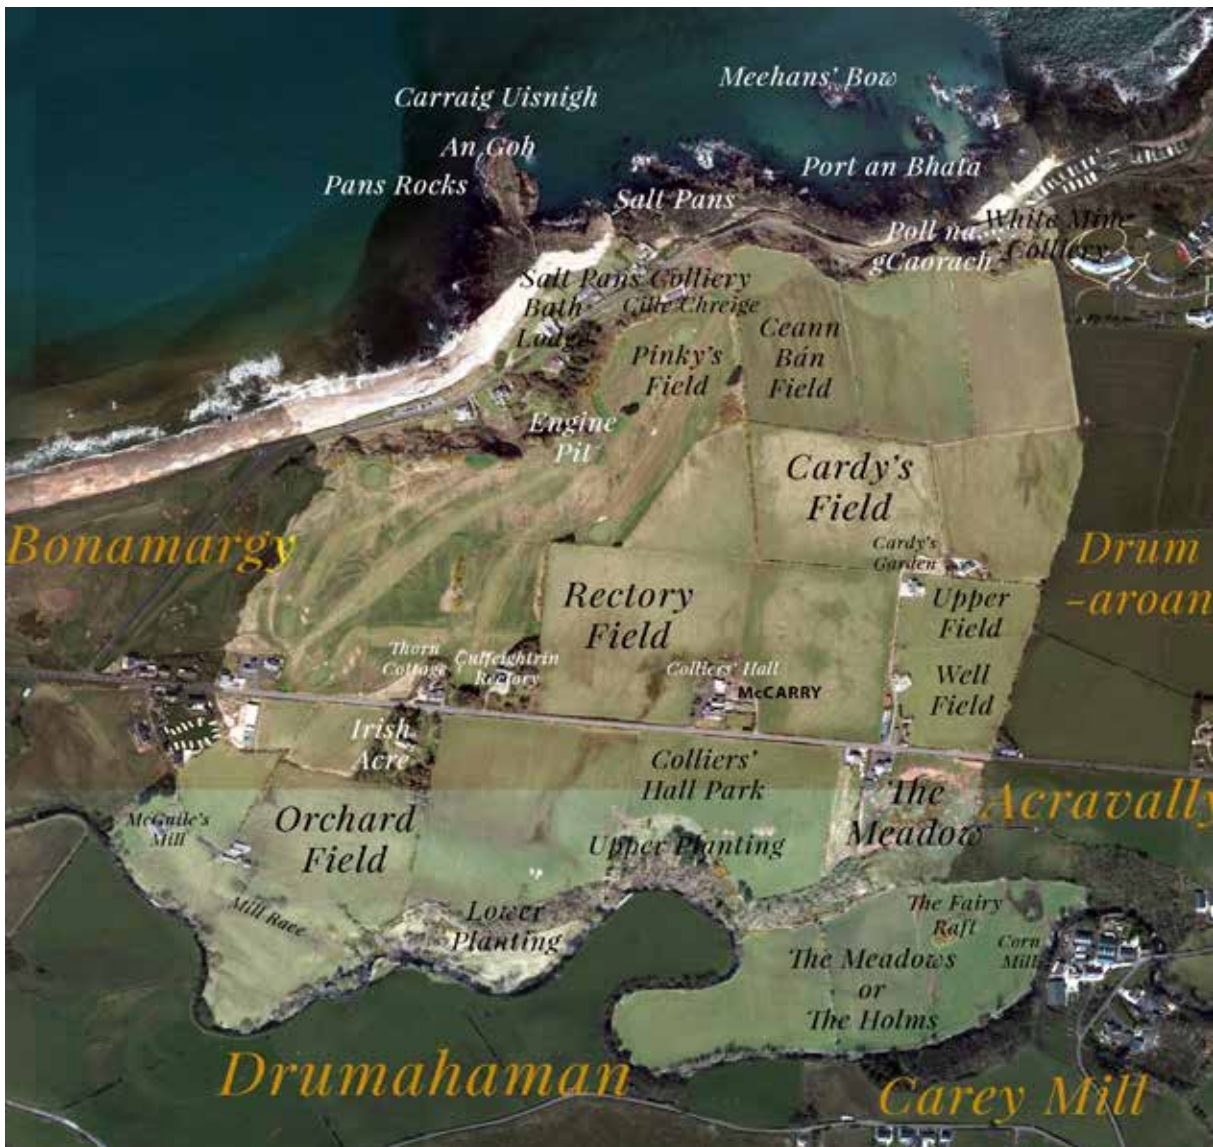 Meehans' Bow
Carraig Uisnigh
An Goh
Pans Rocks
Port an Bhata
Salt Pans
Poll na
gCaorach
White Mine
Colliery
Salt Pans Colliery
Bath
Lodge
Cille Chreige
Pinky's
Field
Ceann
Bán
Field
Engine
Pit
Cardy's
Field
Cardy's
Garden
Bonamargy
Drum
-aroan
Rectory
Field
Upper
Field
Well
Field
Thorn
Cottage
Culfeightrin
Rectory
Colliers' Hall
McCARRY
Irish
Acre
Colliers'
Hall Park
The
Meadow
Acravally
McGuile's
Mill
Orchard
Field
Upper Planting
Mill Race
Lower
Planting
The Fairy
Raft
Corn
Mill
The Meadows
or
The Holms
Drumahaman
Carey Mill